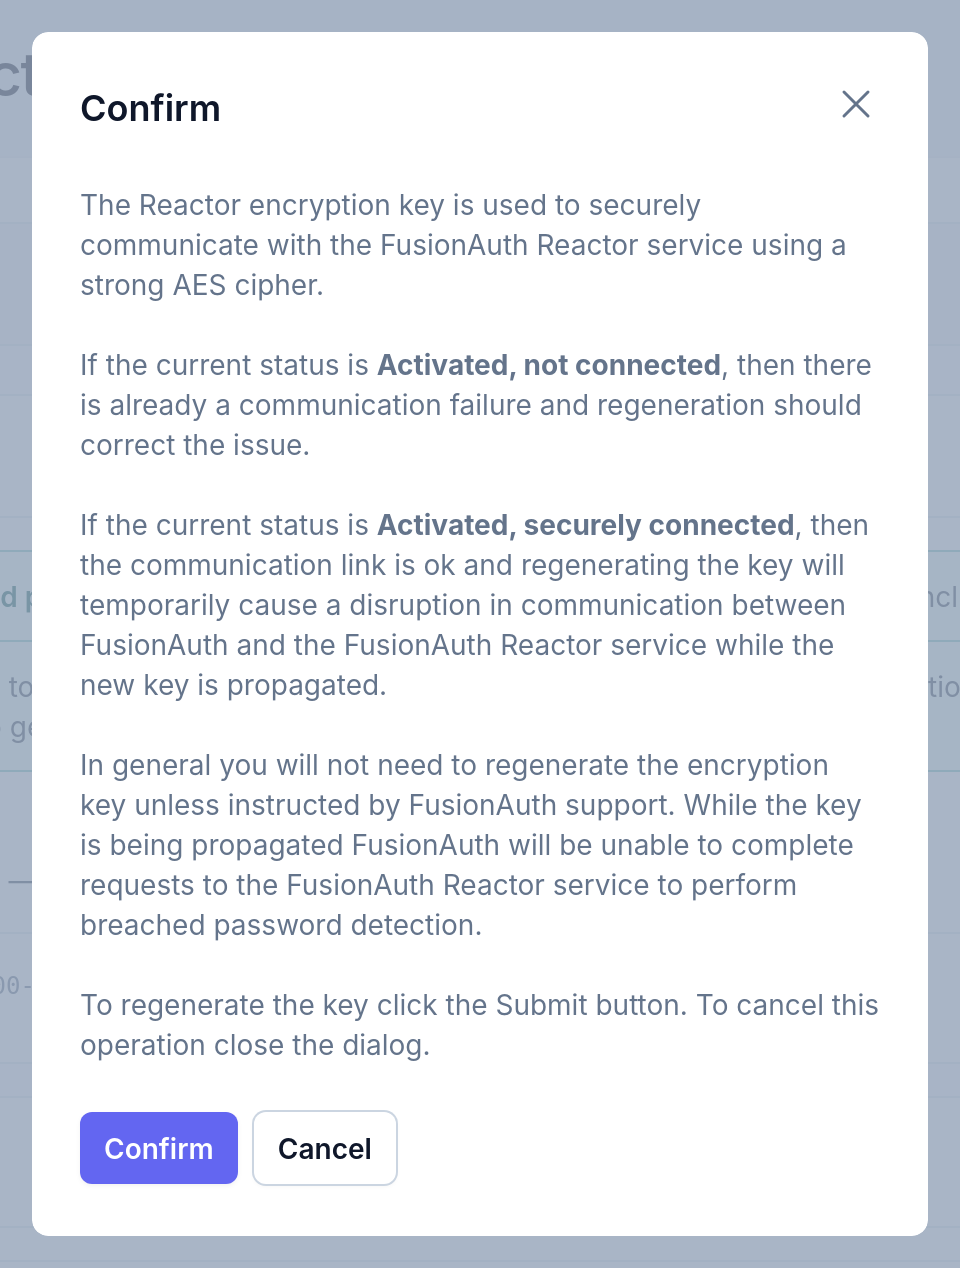 ct
Confirm
The Reactor encryption key is used to securely
communicate with the FusionAuth Reactor service using a
strong AES cipher.
If the current status is Activated, not connected, then there
is already a communication failure and regeneration should
correct the issue.
If the current status is Activated, securely connected, then
the communication link is ok and regenerating the key will
temporarily cause a disruption in communication between
FusionAuth and the FusionAuth Reactor service while the
new key is propagated.
In general you will not need to regenerate the encryption
key unless instructed by FusionAuth support. While the key
is being propagated FusionAuth will be unable to complete
requests to the FusionAuth Reactor service to perform
breached password detection.
To regenerate the key click the Submit button. To cancel this
operation close the dialog.
Confirm Cancel